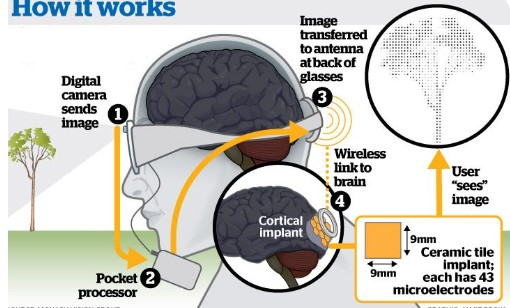 How it works
Image
transferred
to antenna
at back of
glasses
3
Digital
camera
sends
image
1
Wireless
link to
brain
4
Cortical
implant
User
"sees"
image
9mm
9mm
Ceramic tile
implant;
each has 43
microelectrodes
Pocket
processor
2